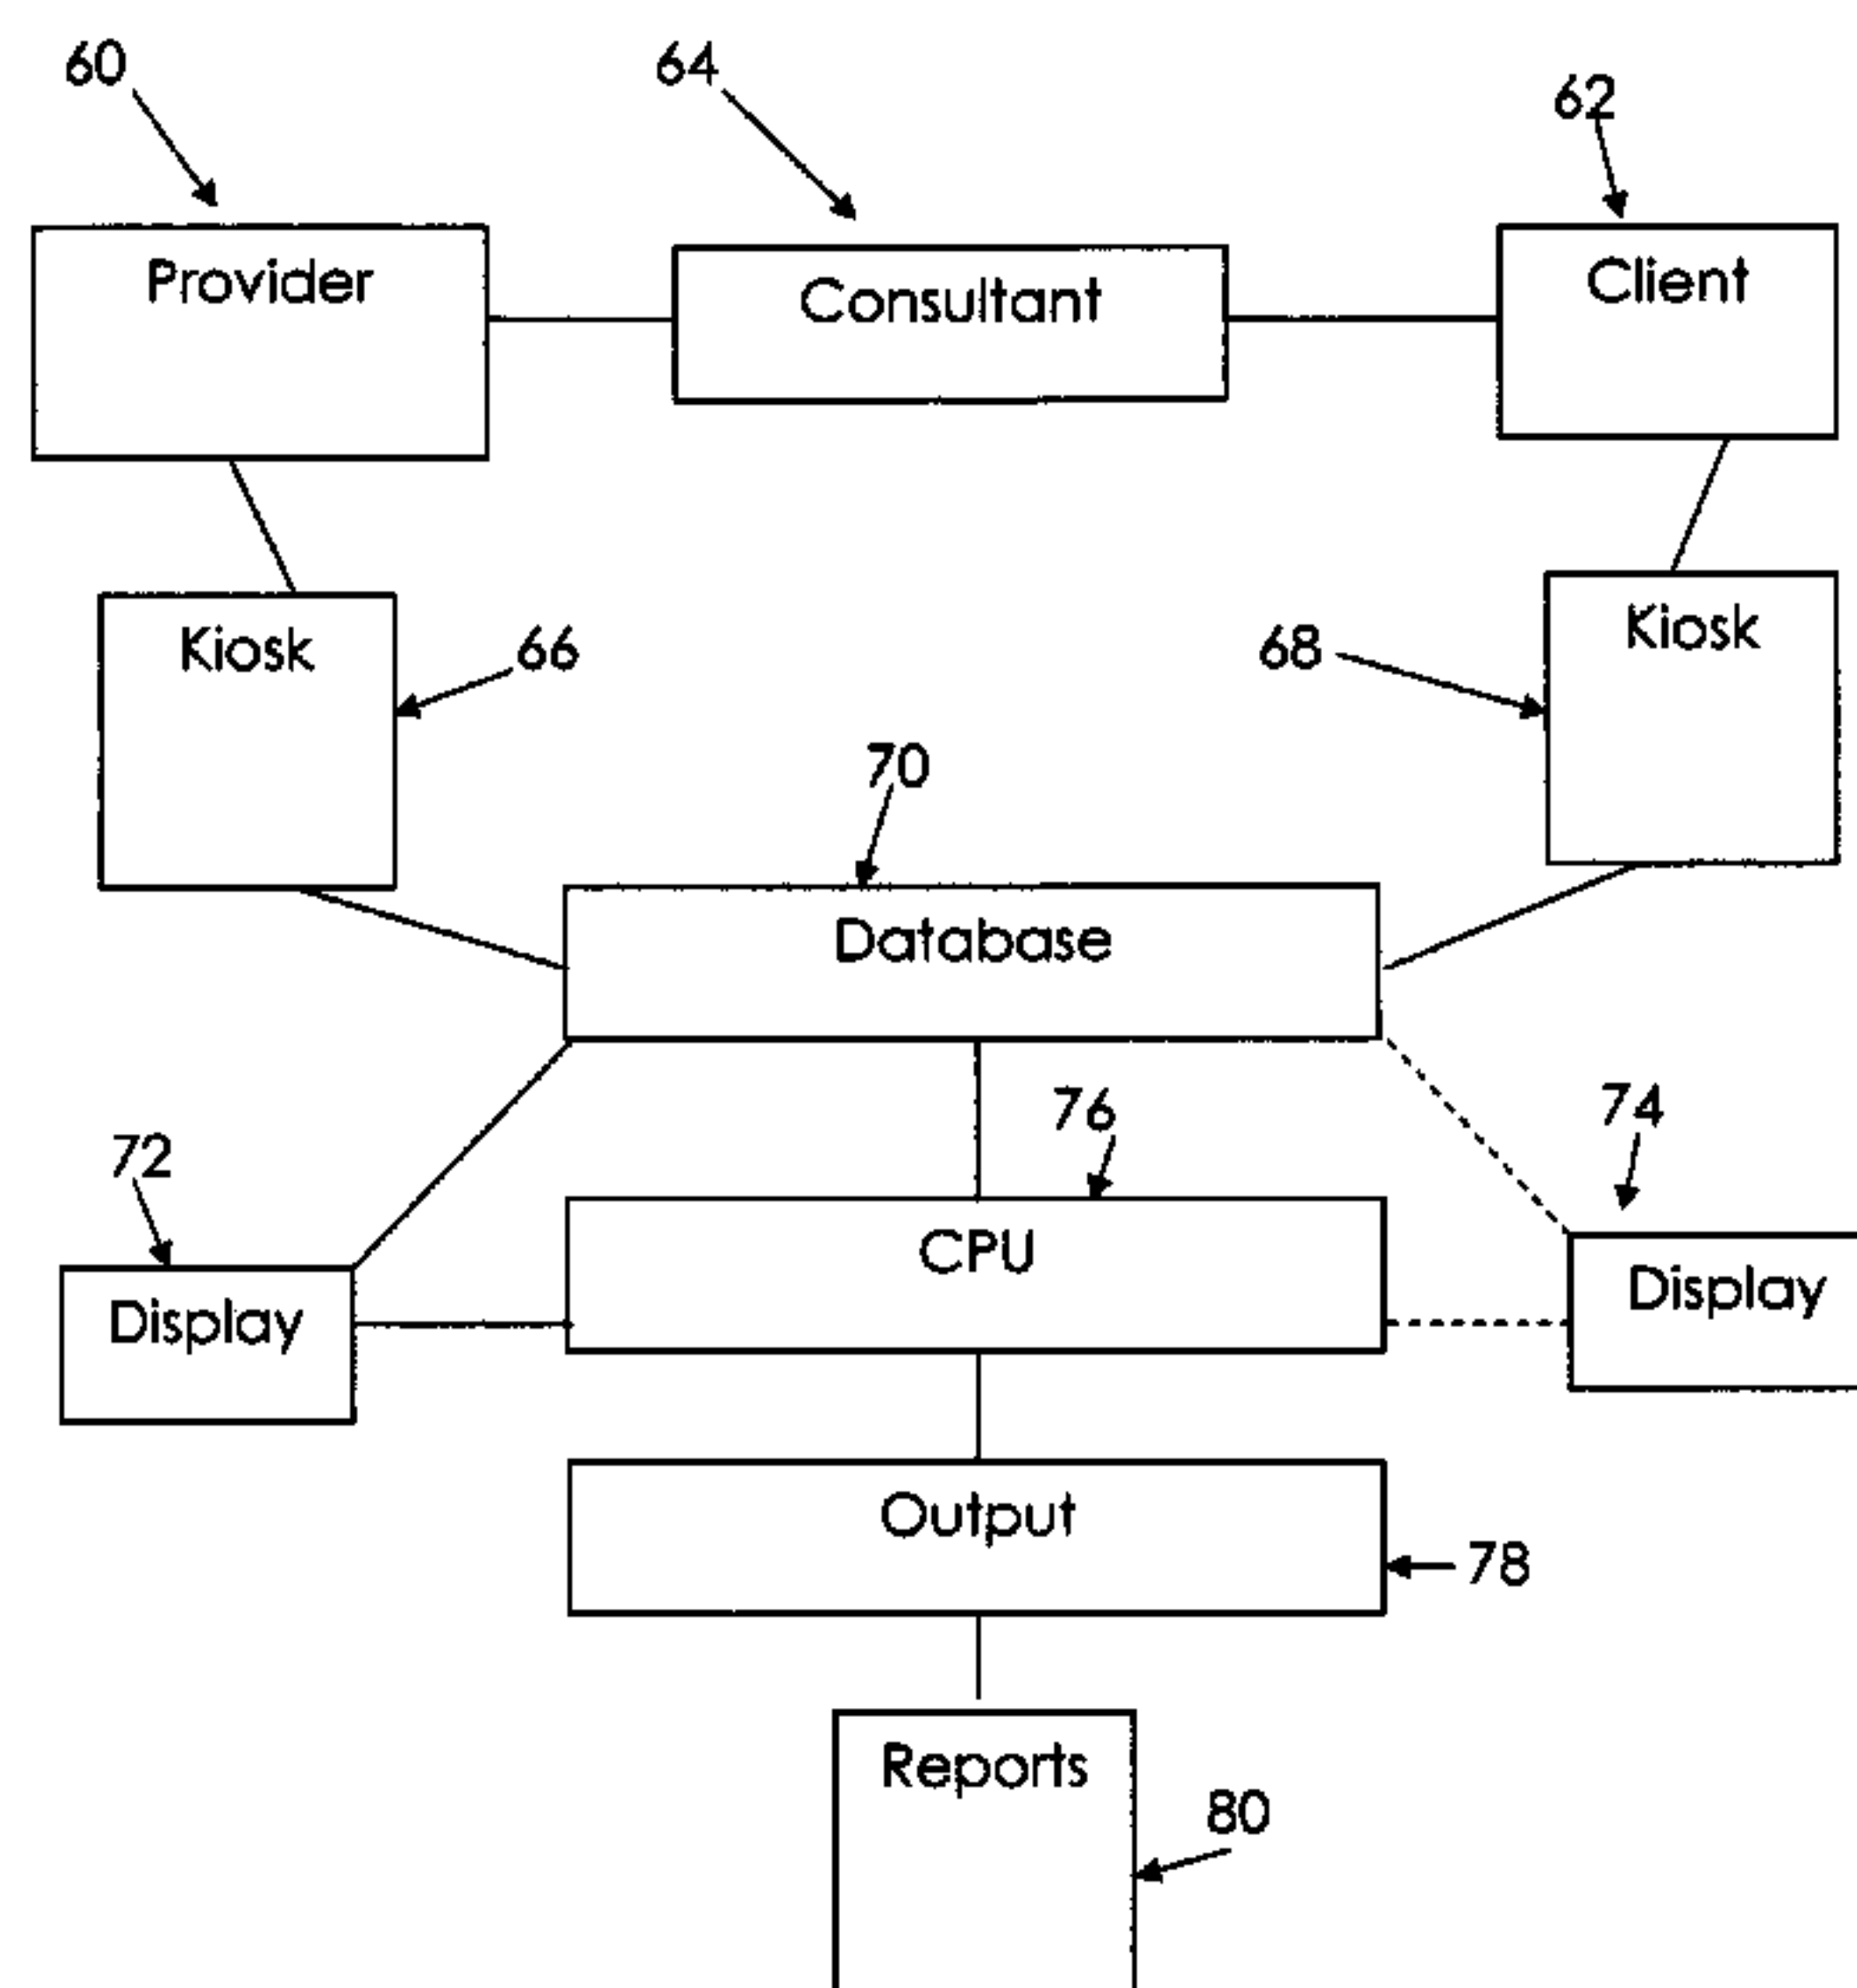 60
64
62
Provider
Consultant
Client
Kiosk
66
68
Kiosk
70
Database
72
76
74
Display
CPU
Display
Output
78
Reports
80